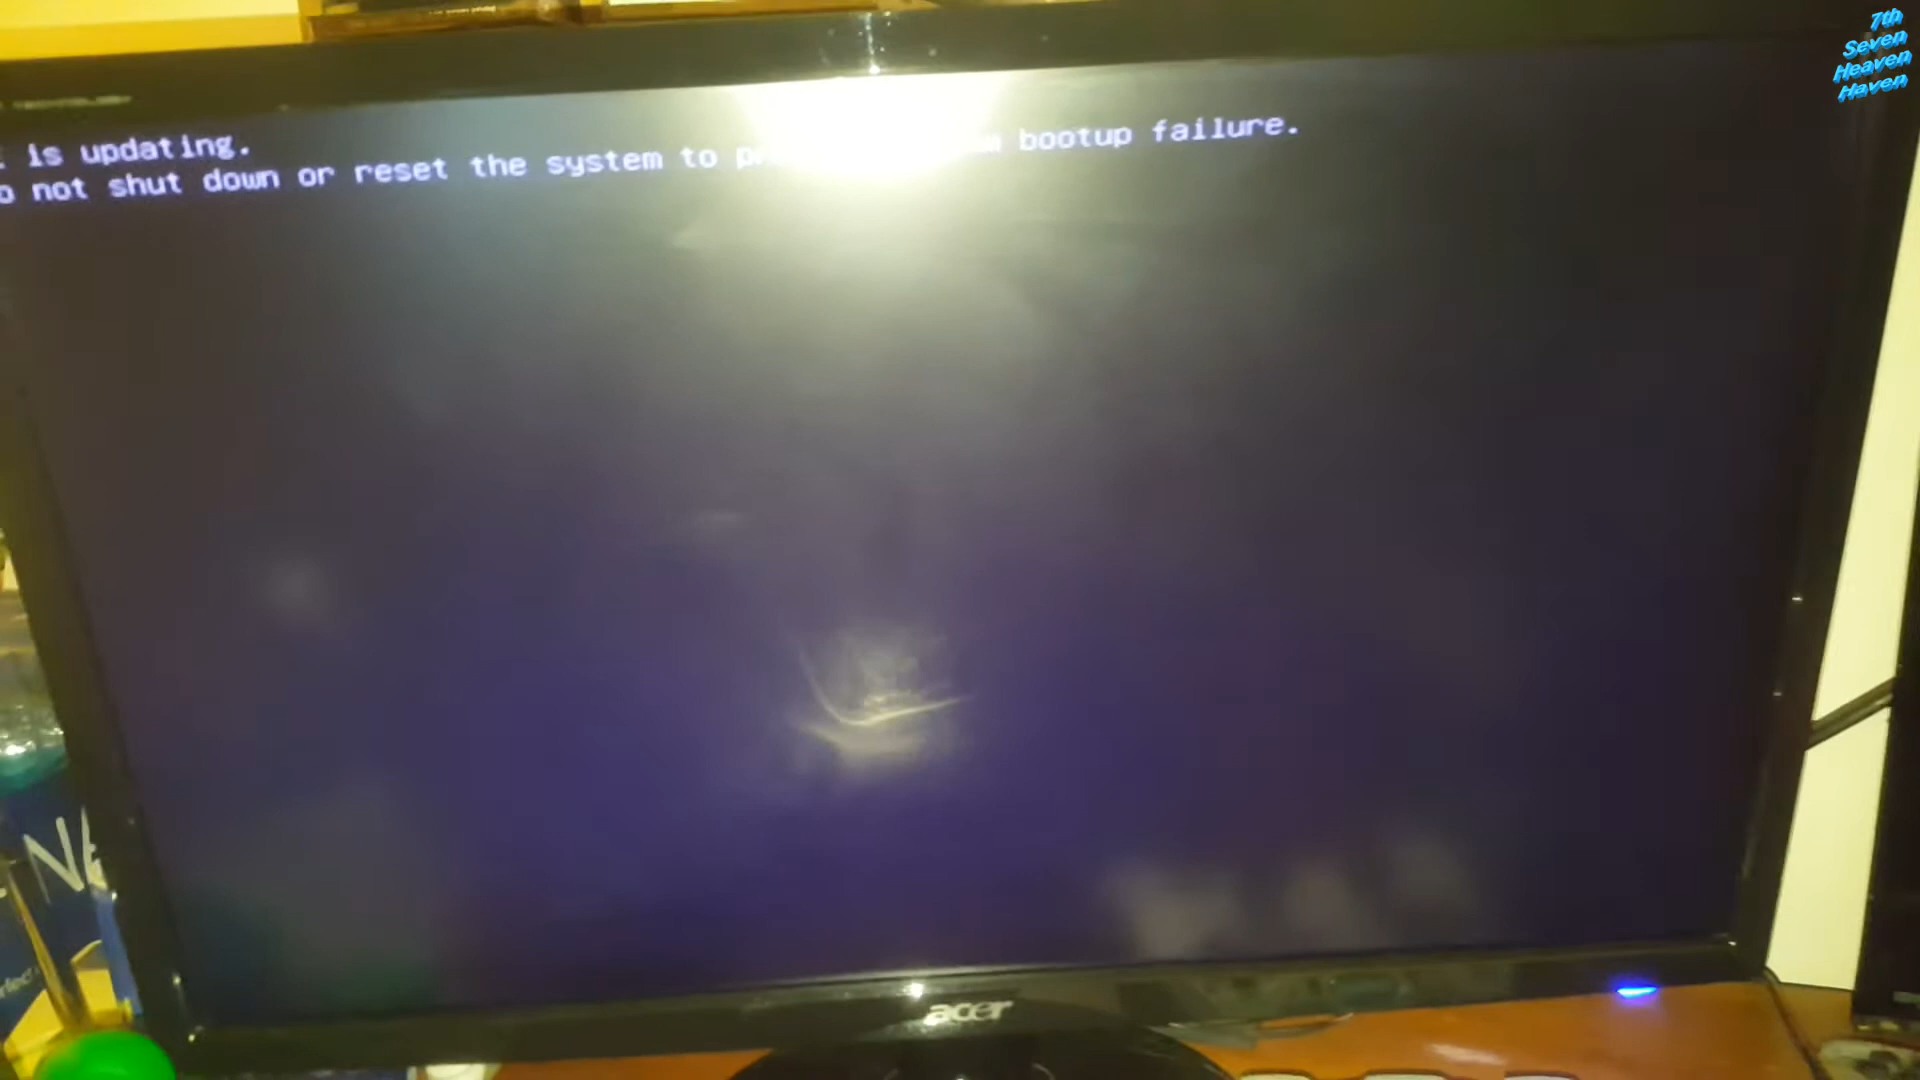 is updating.
not shut down or reset the system to bootup failure.
acer
7th
Seven
Heaven
Haven